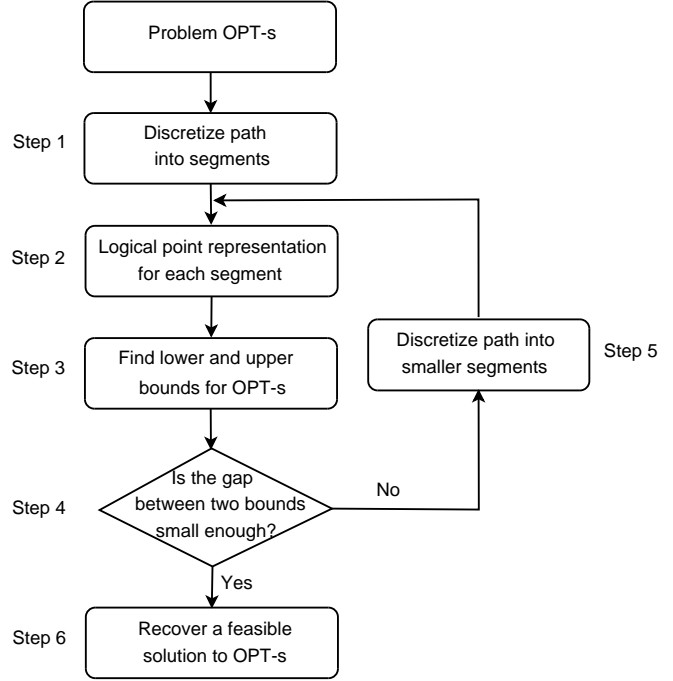 Problem OPT-s
Step 1
Discretize path
into segments
Step 2
Logical point representation
for each segment
Step 3
Find lower and upper
bounds for OPT-s
Discretize path into
smaller segments
Step 5
Step 4
Is the gap
between two bounds
small enough?
No
Yes
Step 6
Recover a feasible
solution to OPT-s